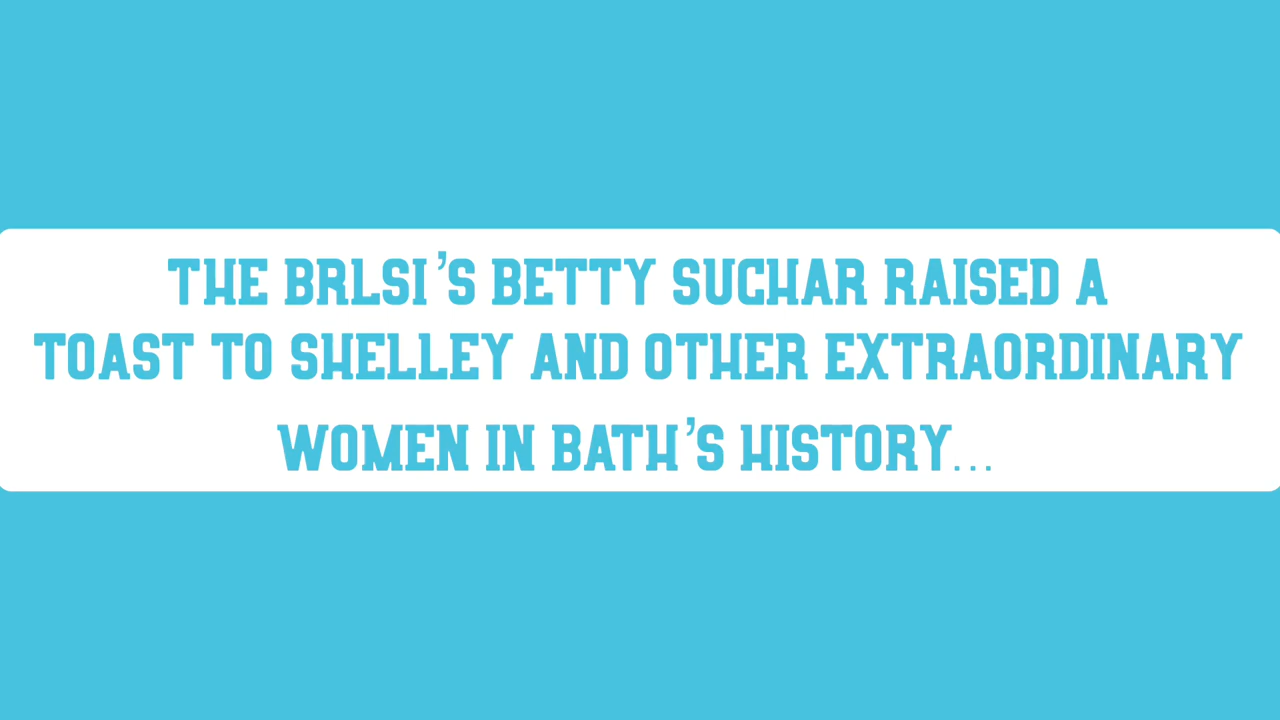 THE BRLSI'S BETTY SUCHAR RAISED A
TOAST TO SHELLEY AND OTHER EXTRAORDINARY
WOMEN IN BATH'S HISTORY...